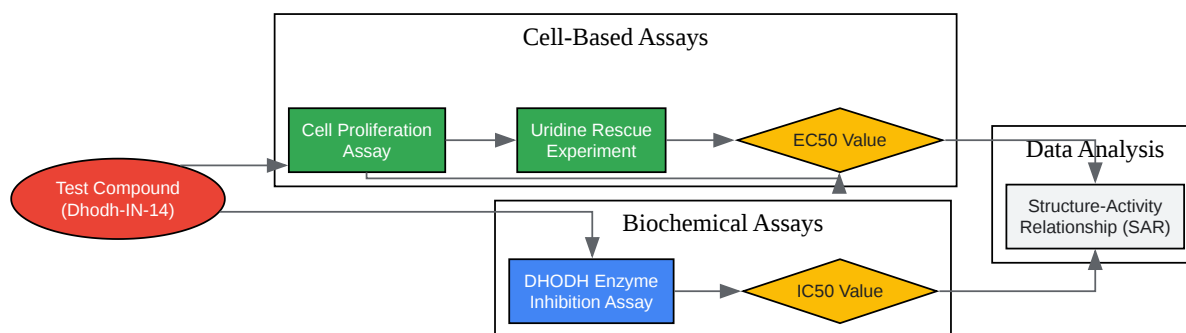 Cell-Based Assays
Cell Proliferation
Assay
Uridine Rescue
Experiment
EC50 Value
Test Compound
(Dhodh-IN-14)
Biochemical Assays
DHODH Enzyme
Inhibition Assay
IC50 Value
Data Analysis
Structure-Activity
Relationship (SAR)